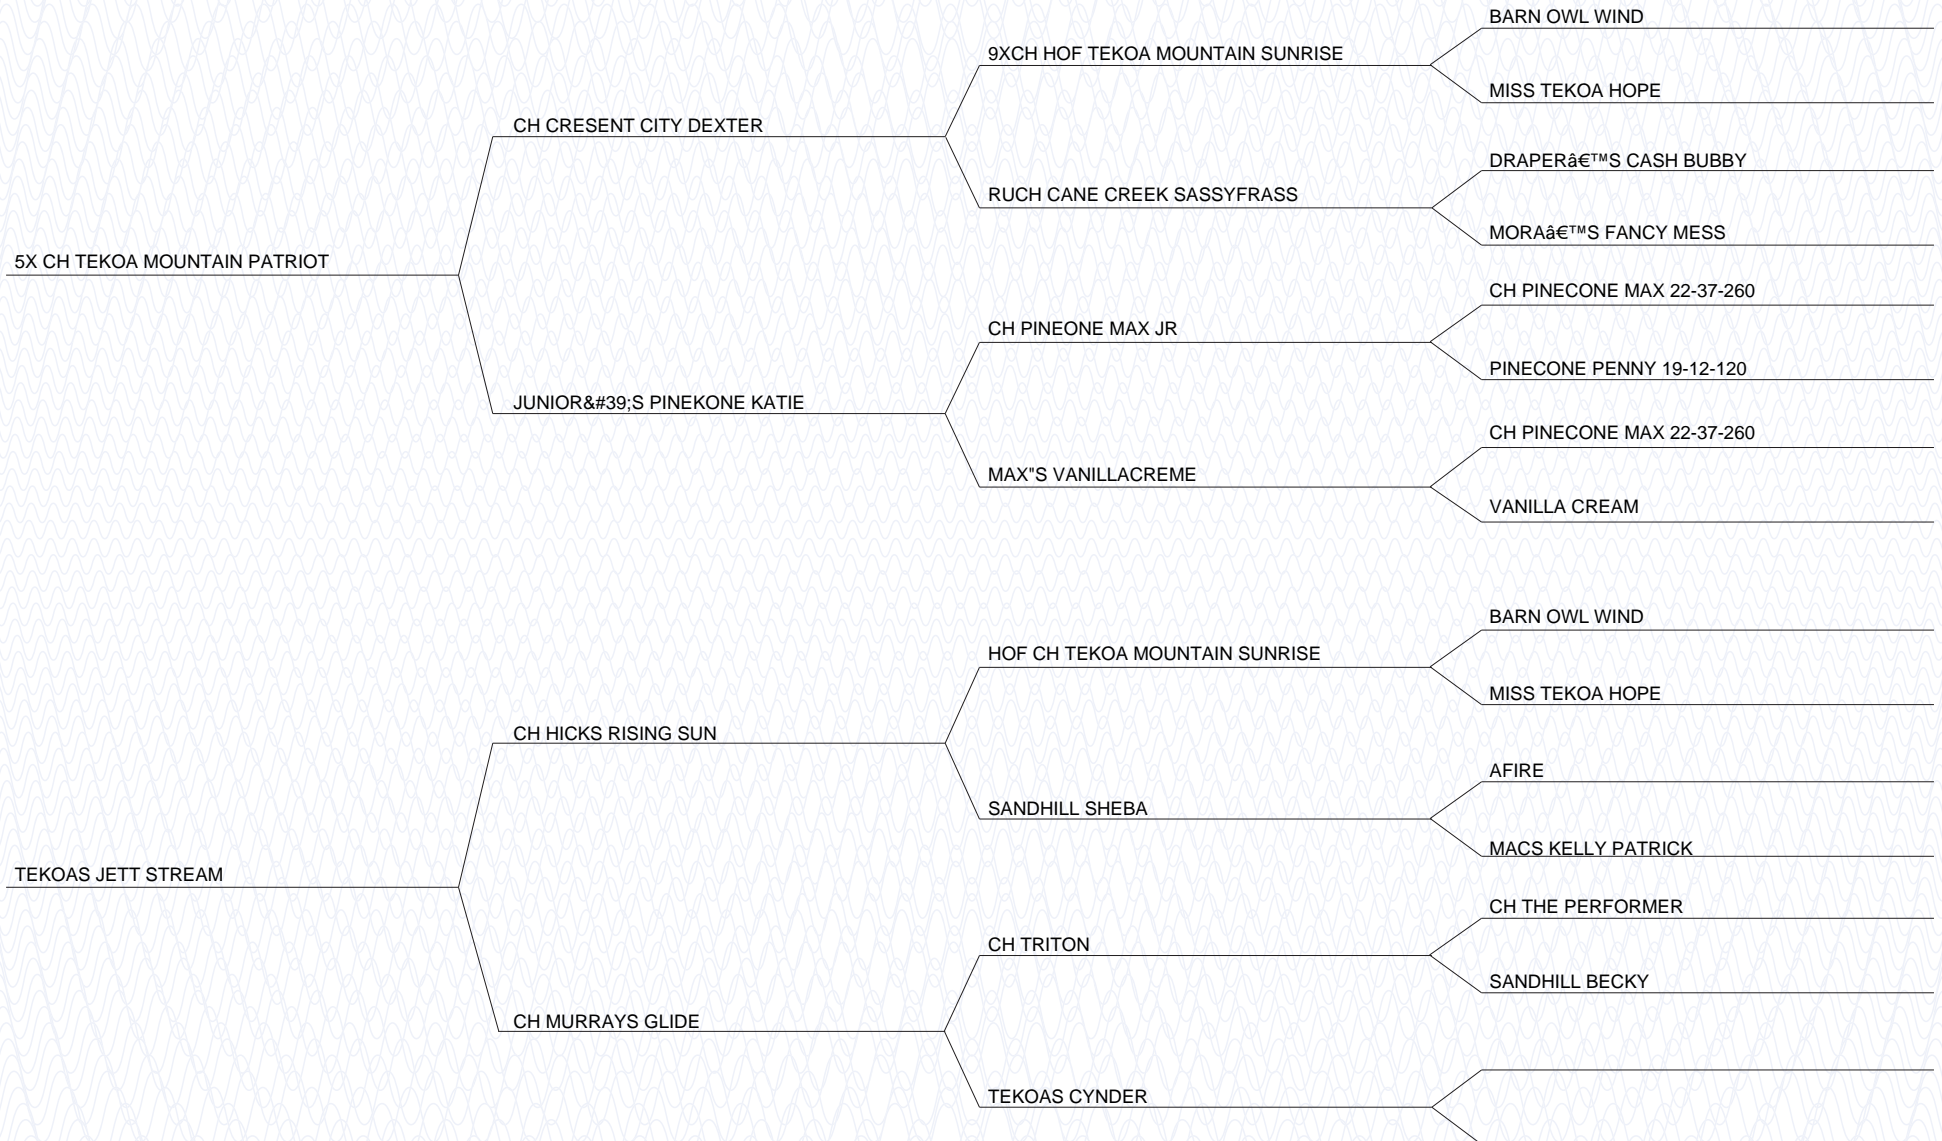 BARN OWL WIND
9XCH HOF TEKOA MOUNTAIN SUNRISE
MISS TEKOA HOPE
CH CRESENT CITY DEXTER
DRAPER’S CASH BUBBY
RUCH CANE CREEK SASSYFRASS
MORA’S FANCY MESS
5X CH TEKOA MOUNTAIN PATRIOT
CH PINECONE MAX 22-37-260
CH PINEONE MAX JR
PINECONE PENNY 19-12-120
JUNIOR&#39;S PINEKONE KATIE
CH PINECONE MAX 22-37-260
MAX"S VANILLACREME
VANILLA CREAM
BARN OWL WIND
HOF CH TEKOA MOUNTAIN SUNRISE
MISS TEKOA HOPE
CH HICKS RISING SUN
AFIRE
SANDHILL SHEBA
MACS KELLY PATRICK
TEKOAS JETT STREAM
CH THE PERFORMER
CH TRITON
SANDHILL BECKY
CH MURRAYS GLIDE
TEKOAS CYNDER